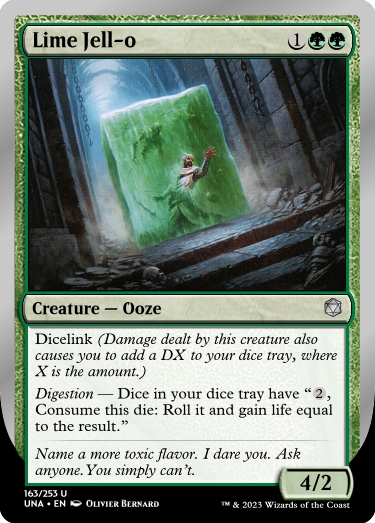 Lime Jell-o 1
Creature — Ooze
Dicelink (Damage dealt by this creature also
causes you to add a DX to your dice tray, where
X is the amount.)
Digestion — Dice in your dice tray have “2,
Consume this die: Roll it and gain life equal
to the result.”
Name a more toxic flavor. I dare you. Ask
anyone.You simply can't.
4/2
163/253 U
UNA • EN Olivier Bernard
™ & 2023 Wizards of the Coast